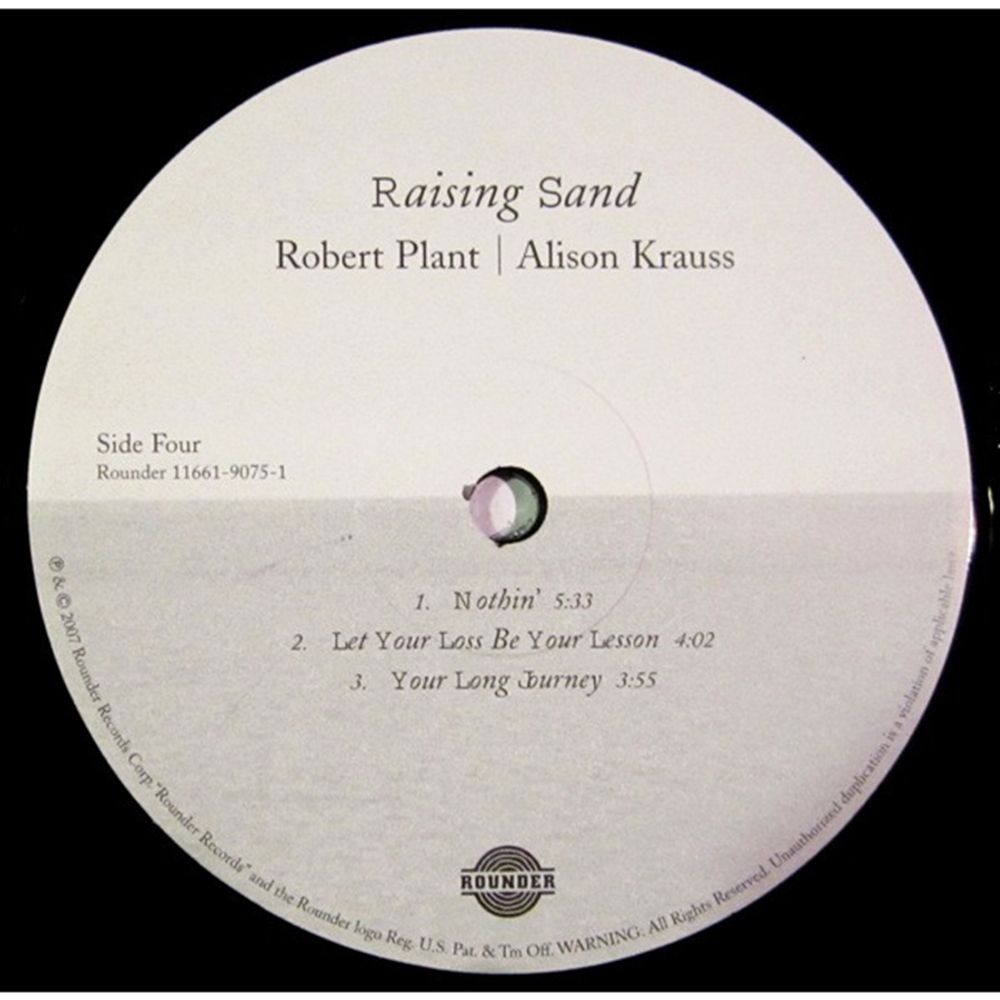 Raising Sand
Robert Plant | Alison Krauss
Side Four
Rounder 11661-9075-1
1. Nothin' 5:33
2. Let Your Loss Be Your Lesson 4:02
3. Your Long Journey 3:55
ROUNDER
℗ & © 2007 Rounder Records Corp. "Rounder Records" and the Rounder logo Reg. U.S. Pat. & Tm Off. WARNING: All Rights Reserved. Unauthorized duplication is a violation of applicable laws